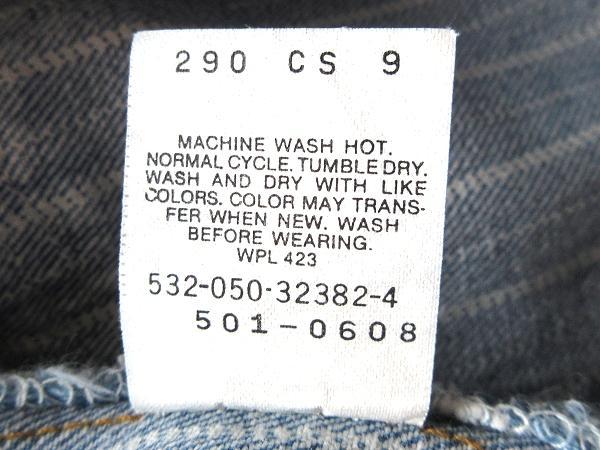 290 CS 9
MACHINE WASH HOT.
NORMAL CYCLE. TUMBLE DRY.
WASH AND DRY WITH LIKE
COLORS. COLOR MAY TRANS-
FER WHEN NEW. WASH
BEFORE WEARING.
WPL 423
532-050-32382-4
501-0608